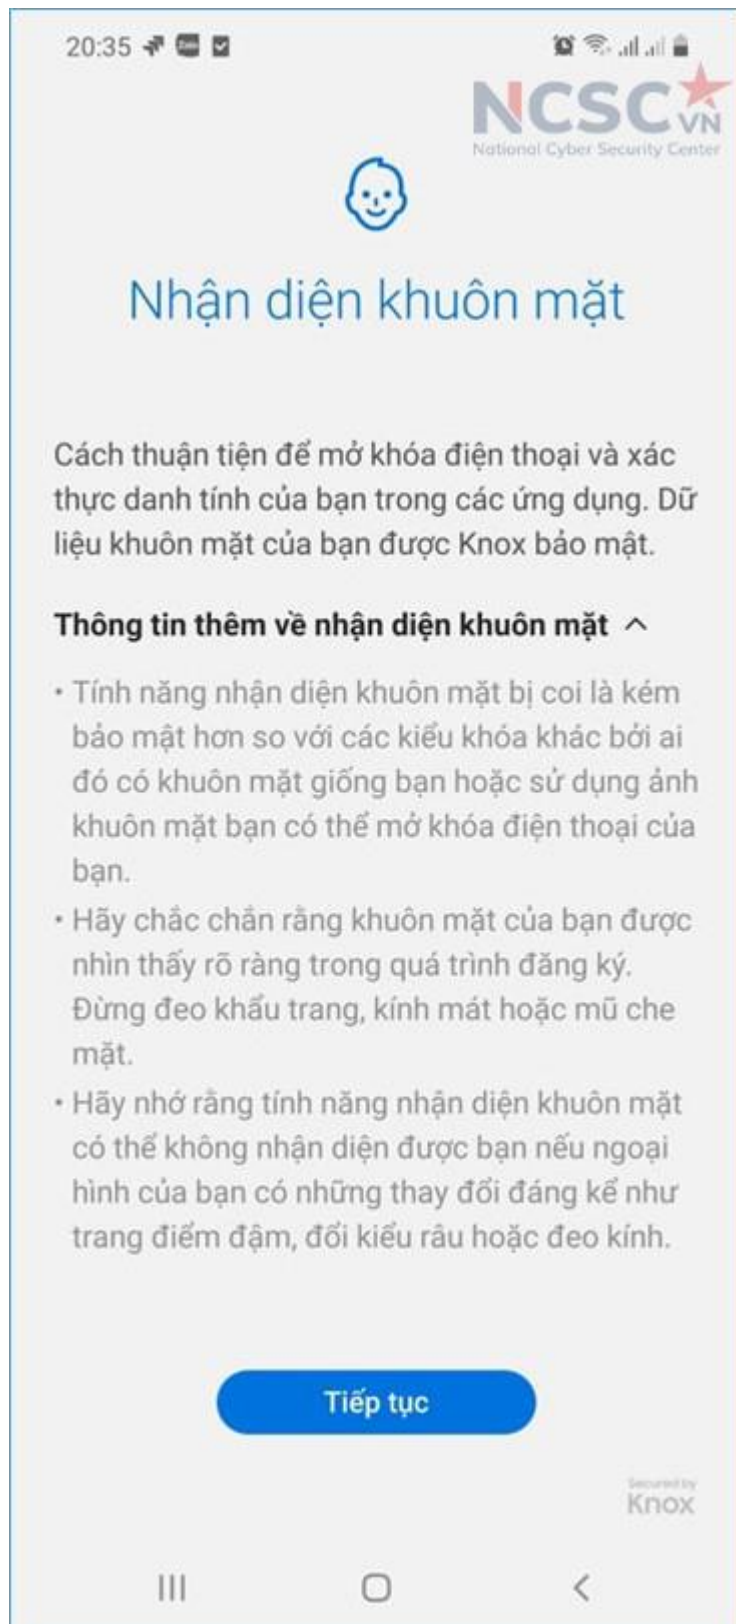 20:35
Zalo
NCSC VN
National Cyber Security Center
Nhận diện khuôn mặt
Cách thuận tiện để mở khóa điện thoại và xác
thực danh tính của bạn trong các ứng dụng. Dữ
liệu khuôn mặt của bạn được Knox bảo mật.
Thông tin thêm về nhận diện khuôn mặt
• Tính năng nhận diện khuôn mặt bị coi là kém
bảo mật hơn so với các kiểu khóa khác bởi ai
đó có khuôn mặt giống bạn hoặc sử dụng ảnh
khuôn mặt bạn có thể mở khóa điện thoại của
bạn.
• Hãy chắc chắn rằng khuôn mặt của bạn được
nhìn thấy rõ ràng trong quá trình đăng ký.
Đừng đeo khẩu trang, kính mát hoặc mũ che
mặt.
• Hãy nhớ rằng tính năng nhận diện khuôn mặt
có thể không nhận diện được bạn nếu ngoại
hình của bạn có những thay đổi đáng kể như
trang điểm đậm, đổi kiểu râu hoặc đeo kính.
Tiếp tục
Secured by
Knox